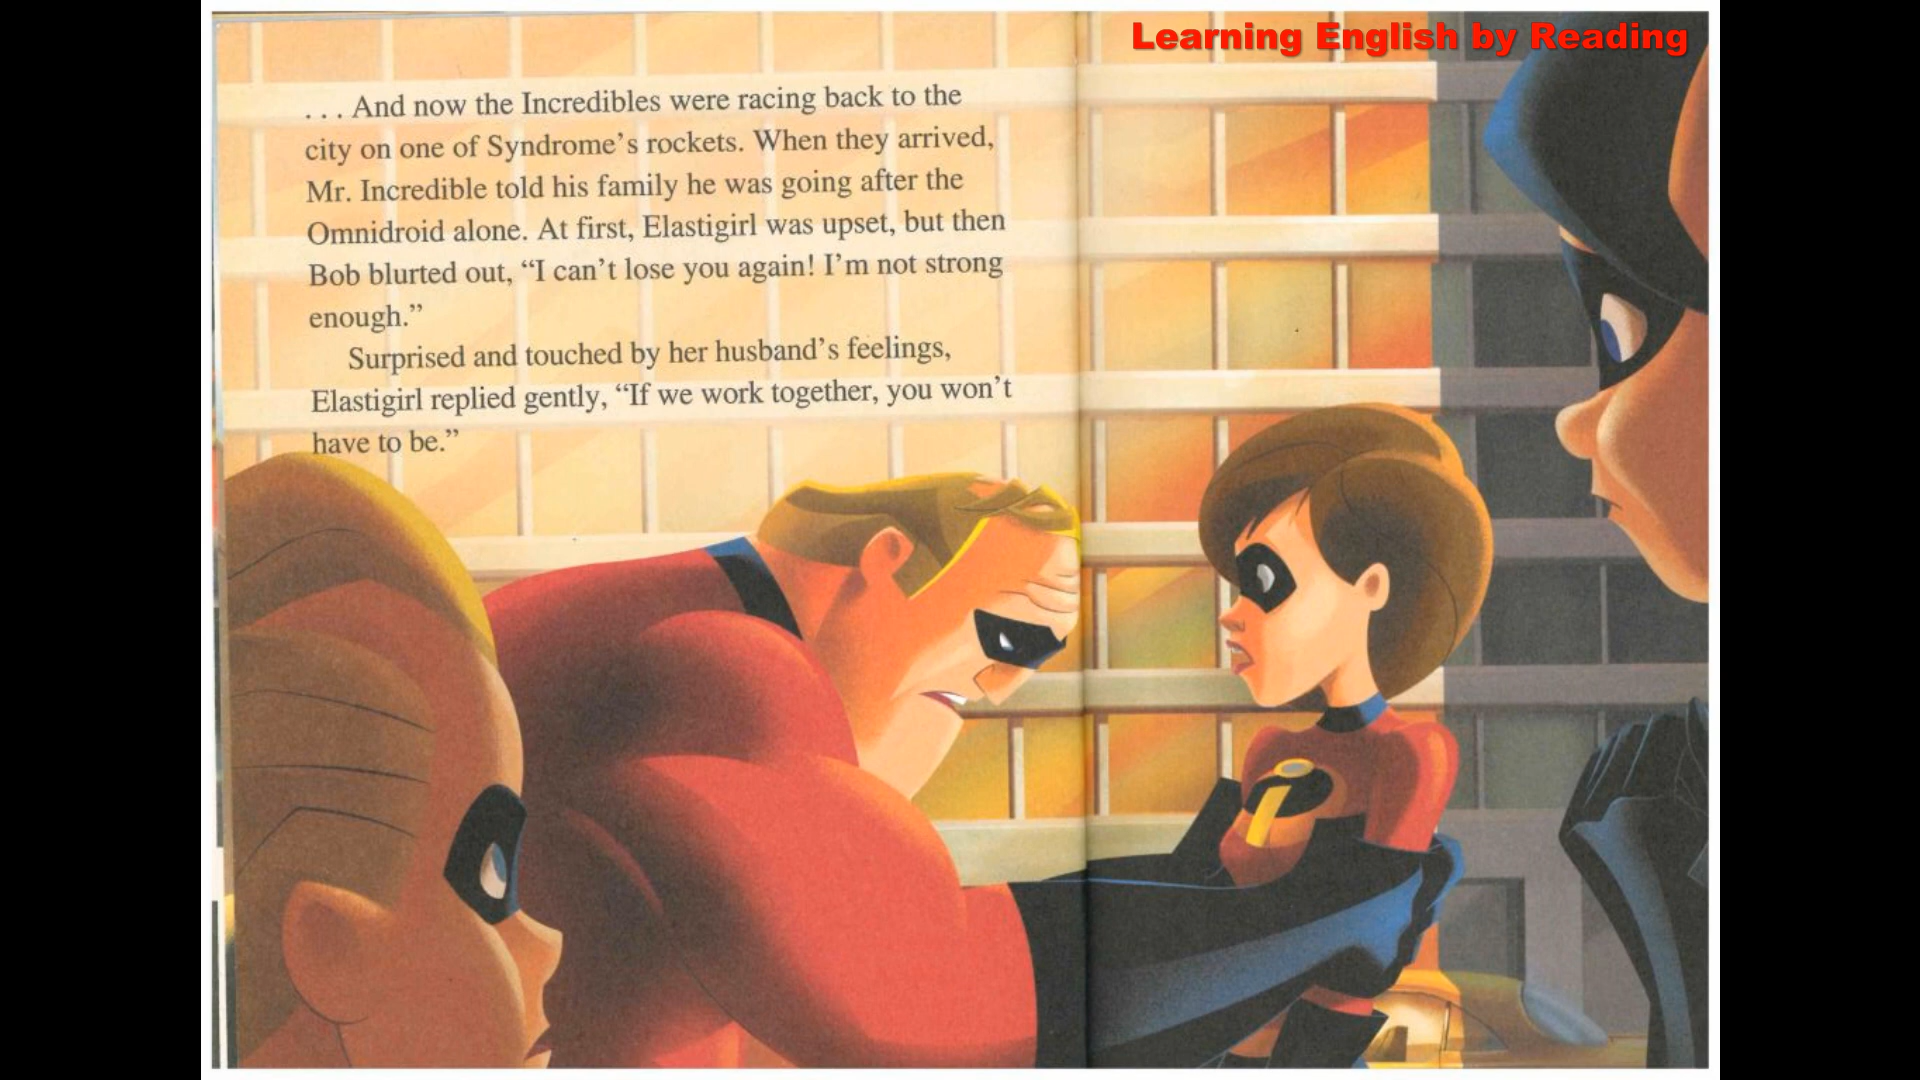 Learning English by Reading
. . . And now the Incredibles were racing back to the
city on one of Syndrome’s rockets. When they arrived,
Mr. Incredible told his family he was going after the
Omnidroid alone. At first, Elastigirl was upset, but then
Bob blurted out, “I can’t lose you again! I’m not strong
enough.”
Surprised and touched by her husband’s feelings,
Elastigirl replied gently, “If we work together, you won’t
have to be.”